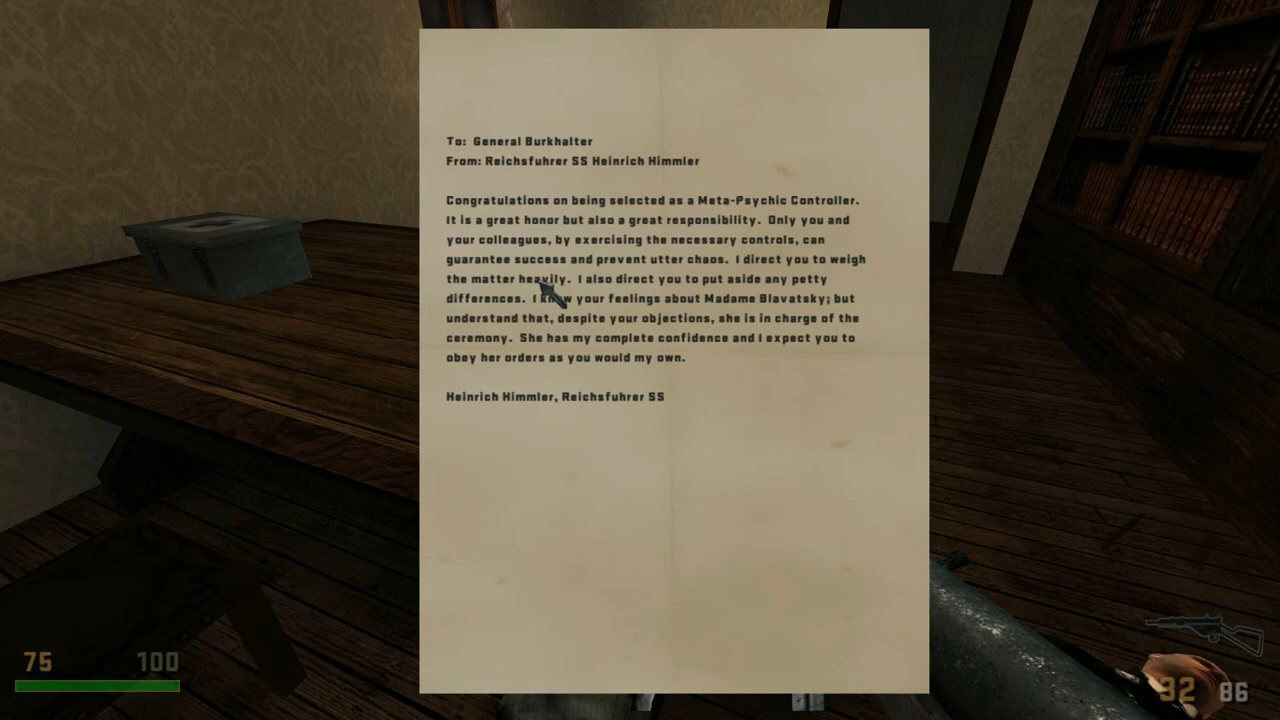 To: General Burkhalter
From: Reichsfuhrer SS Heinrich Himmler
Congratulations on being selected as a Meta-Psychic Controller.
It is a great honor but also a great responsibility. Only you and
your colleagues, by exercising the necessary controls, can
guarantee success and prevent utter chaos. I direct you to weigh
the matter heavily. I also direct you to put aside any petty
differences. I know your feelings about Madame Blavatsky; but
understand that, despite your objections, she is in charge of the
ceremony. She has my complete confidence and I expect you to
obey her orders as you would my own.
Heinrich Himmler, Reichsfuhrer SS
75 100
32 86